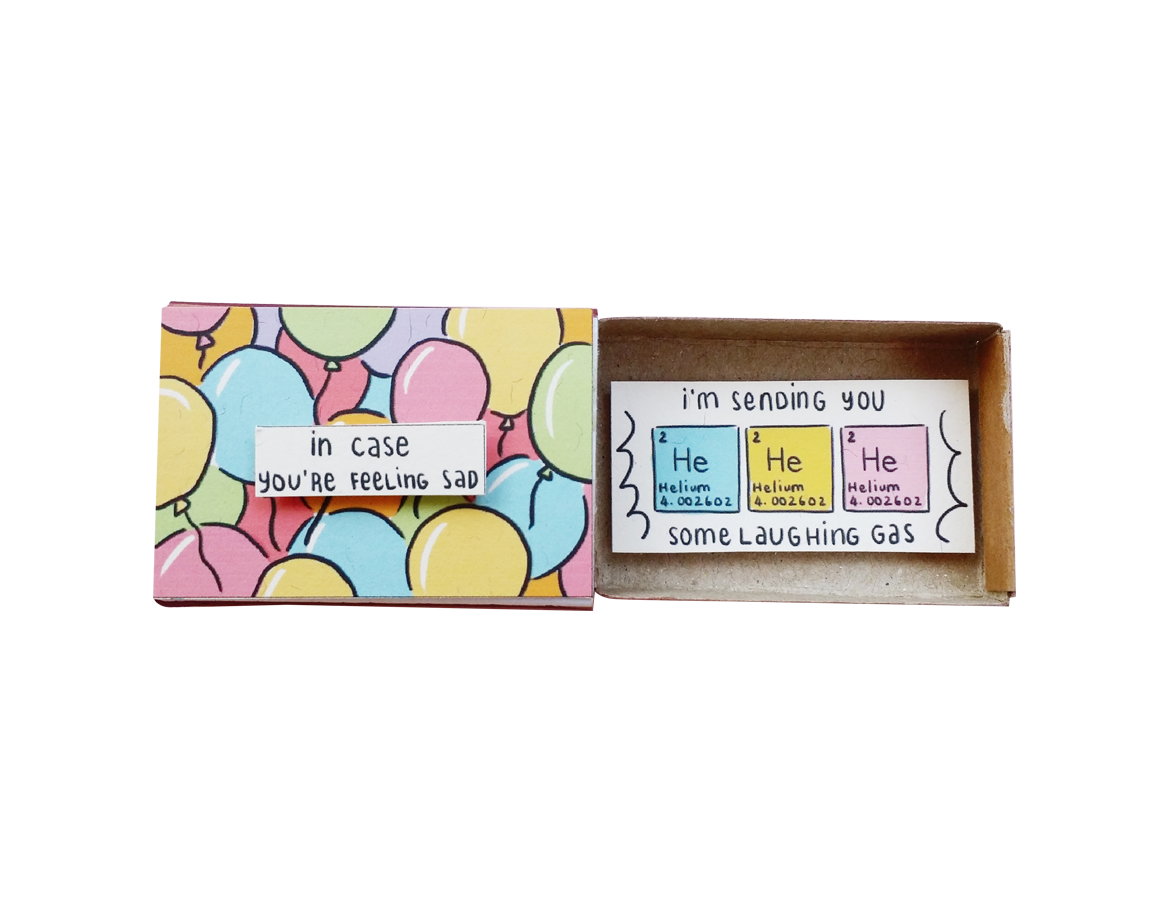 in case
you're feeling sad
i'm sending you
2 2 2
He He He
Helium Helium Helium
4.002602 4.002602 4.002602
some laughing gas